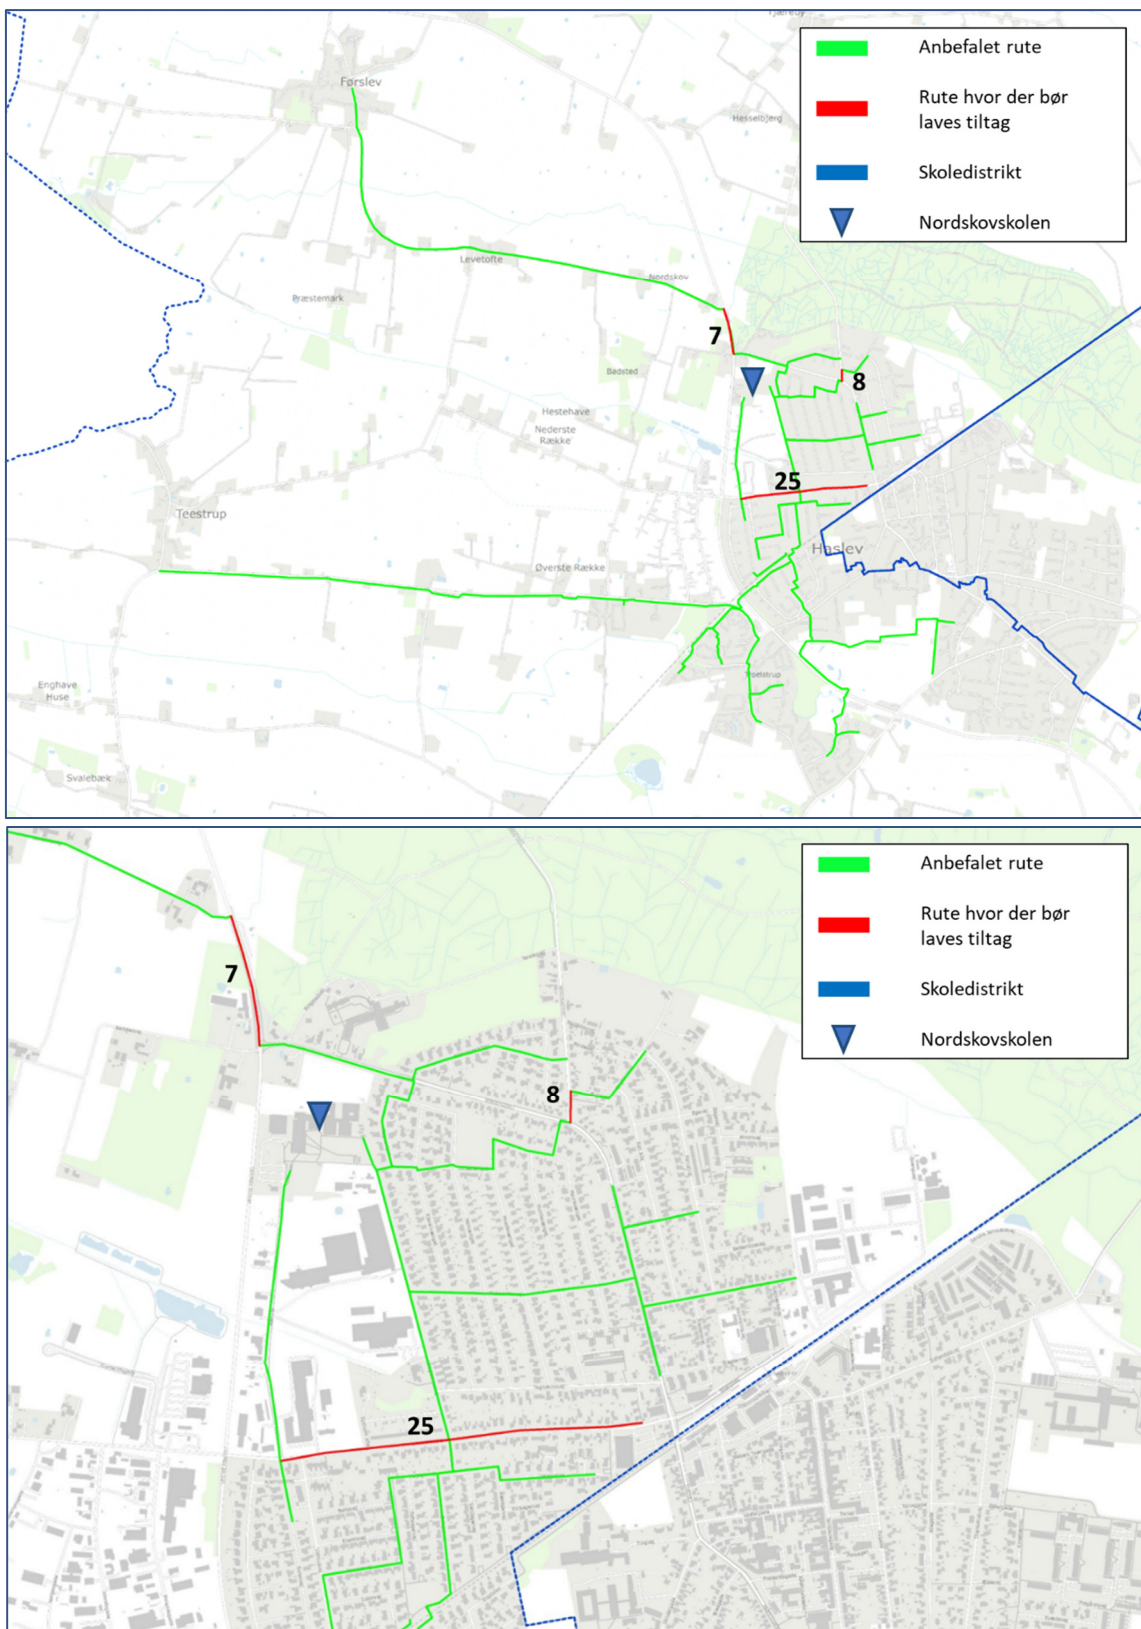 Førslev
Hesselbjerg
Anbefalet rute
Rute hvor der bør
laves tiltag
Skoledistrikt
Nordskovskolen
Levetofte
Nordskov
Præstemark
7
Bødsted
8
Hestehave
Nederste
Række
25
Teestrup
Haslev
Øverste Række
Troelstrup
Enghave
Huse
Svalebæk
Anbefalet rute
Rute hvor der bør
laves tiltag
Skoledistrikt
Nordskovskolen
7
8
25